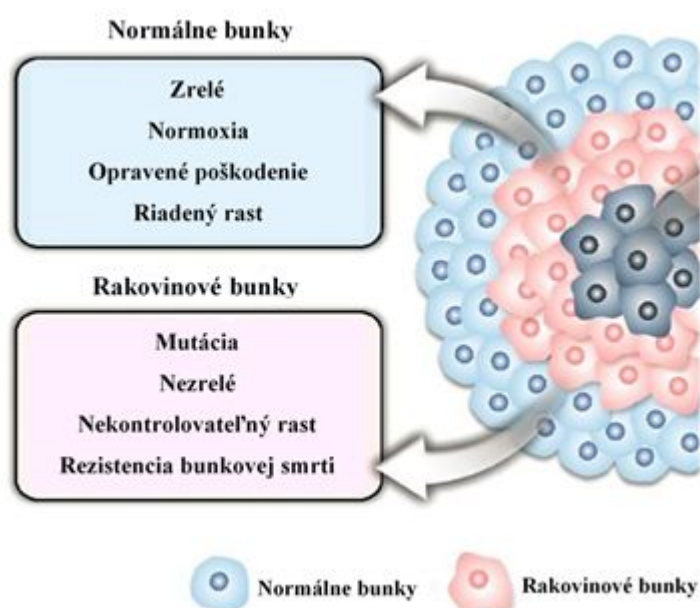 Normálne bunky
Zrelé
Normoxia
Opravené poškodenie
Riadený rast
Rakovinové bunky
Mutácia
Nezrelé
Nekontrolovateľný rast
Rezistencia bunkovej smrti
Normálne bunky
Rakovinové bunky